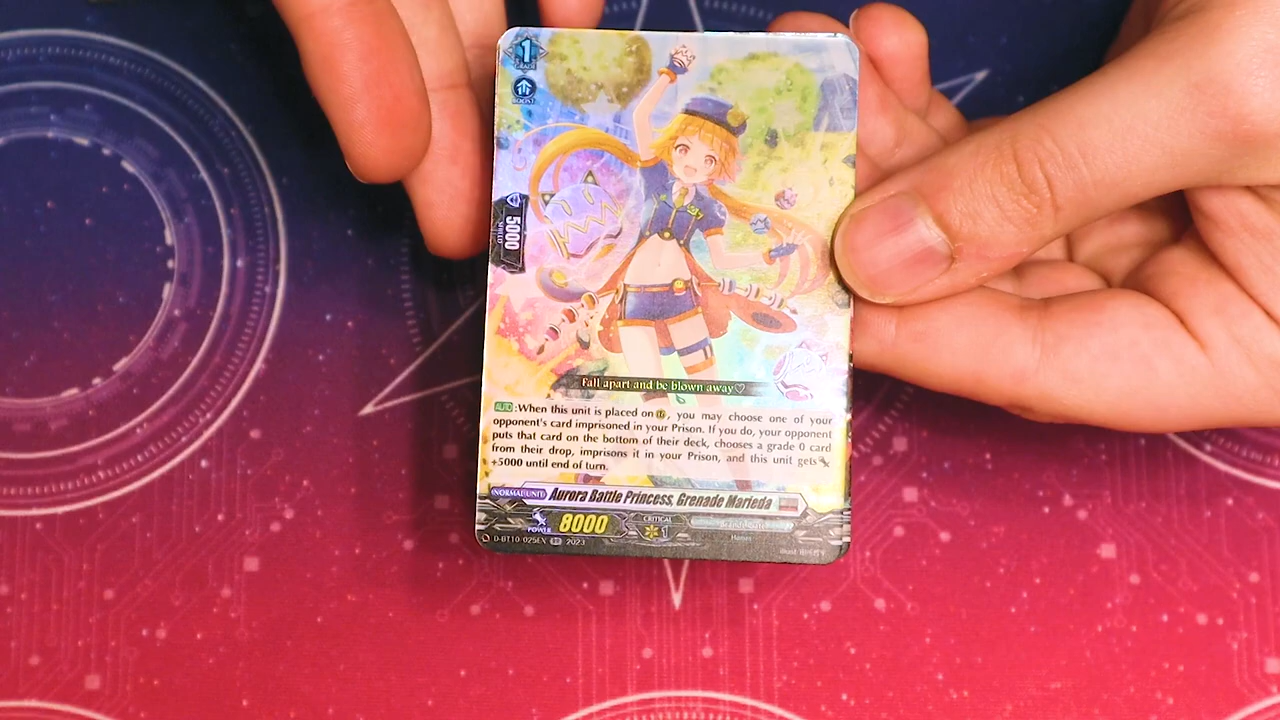 1
GRADE
BOOST
5000
SHIELD
Fall apart and be blown away♡
AUTO:When this unit is placed on , you may choose one of your
opponent's card imprisoned in your Prison. If you do, your opponent
puts that card on the bottom of their deck, chooses a grade 0 card
from their drop, imprisons it in your Prison, and this unit gets
+5000 until end of turn.
NORMAL UNIT Aurora Battle Princess, Grenade Marieda
POWER 8000 CRITICAL 1 Brandt Gate
Human
D-BT10/025EN RR 2023